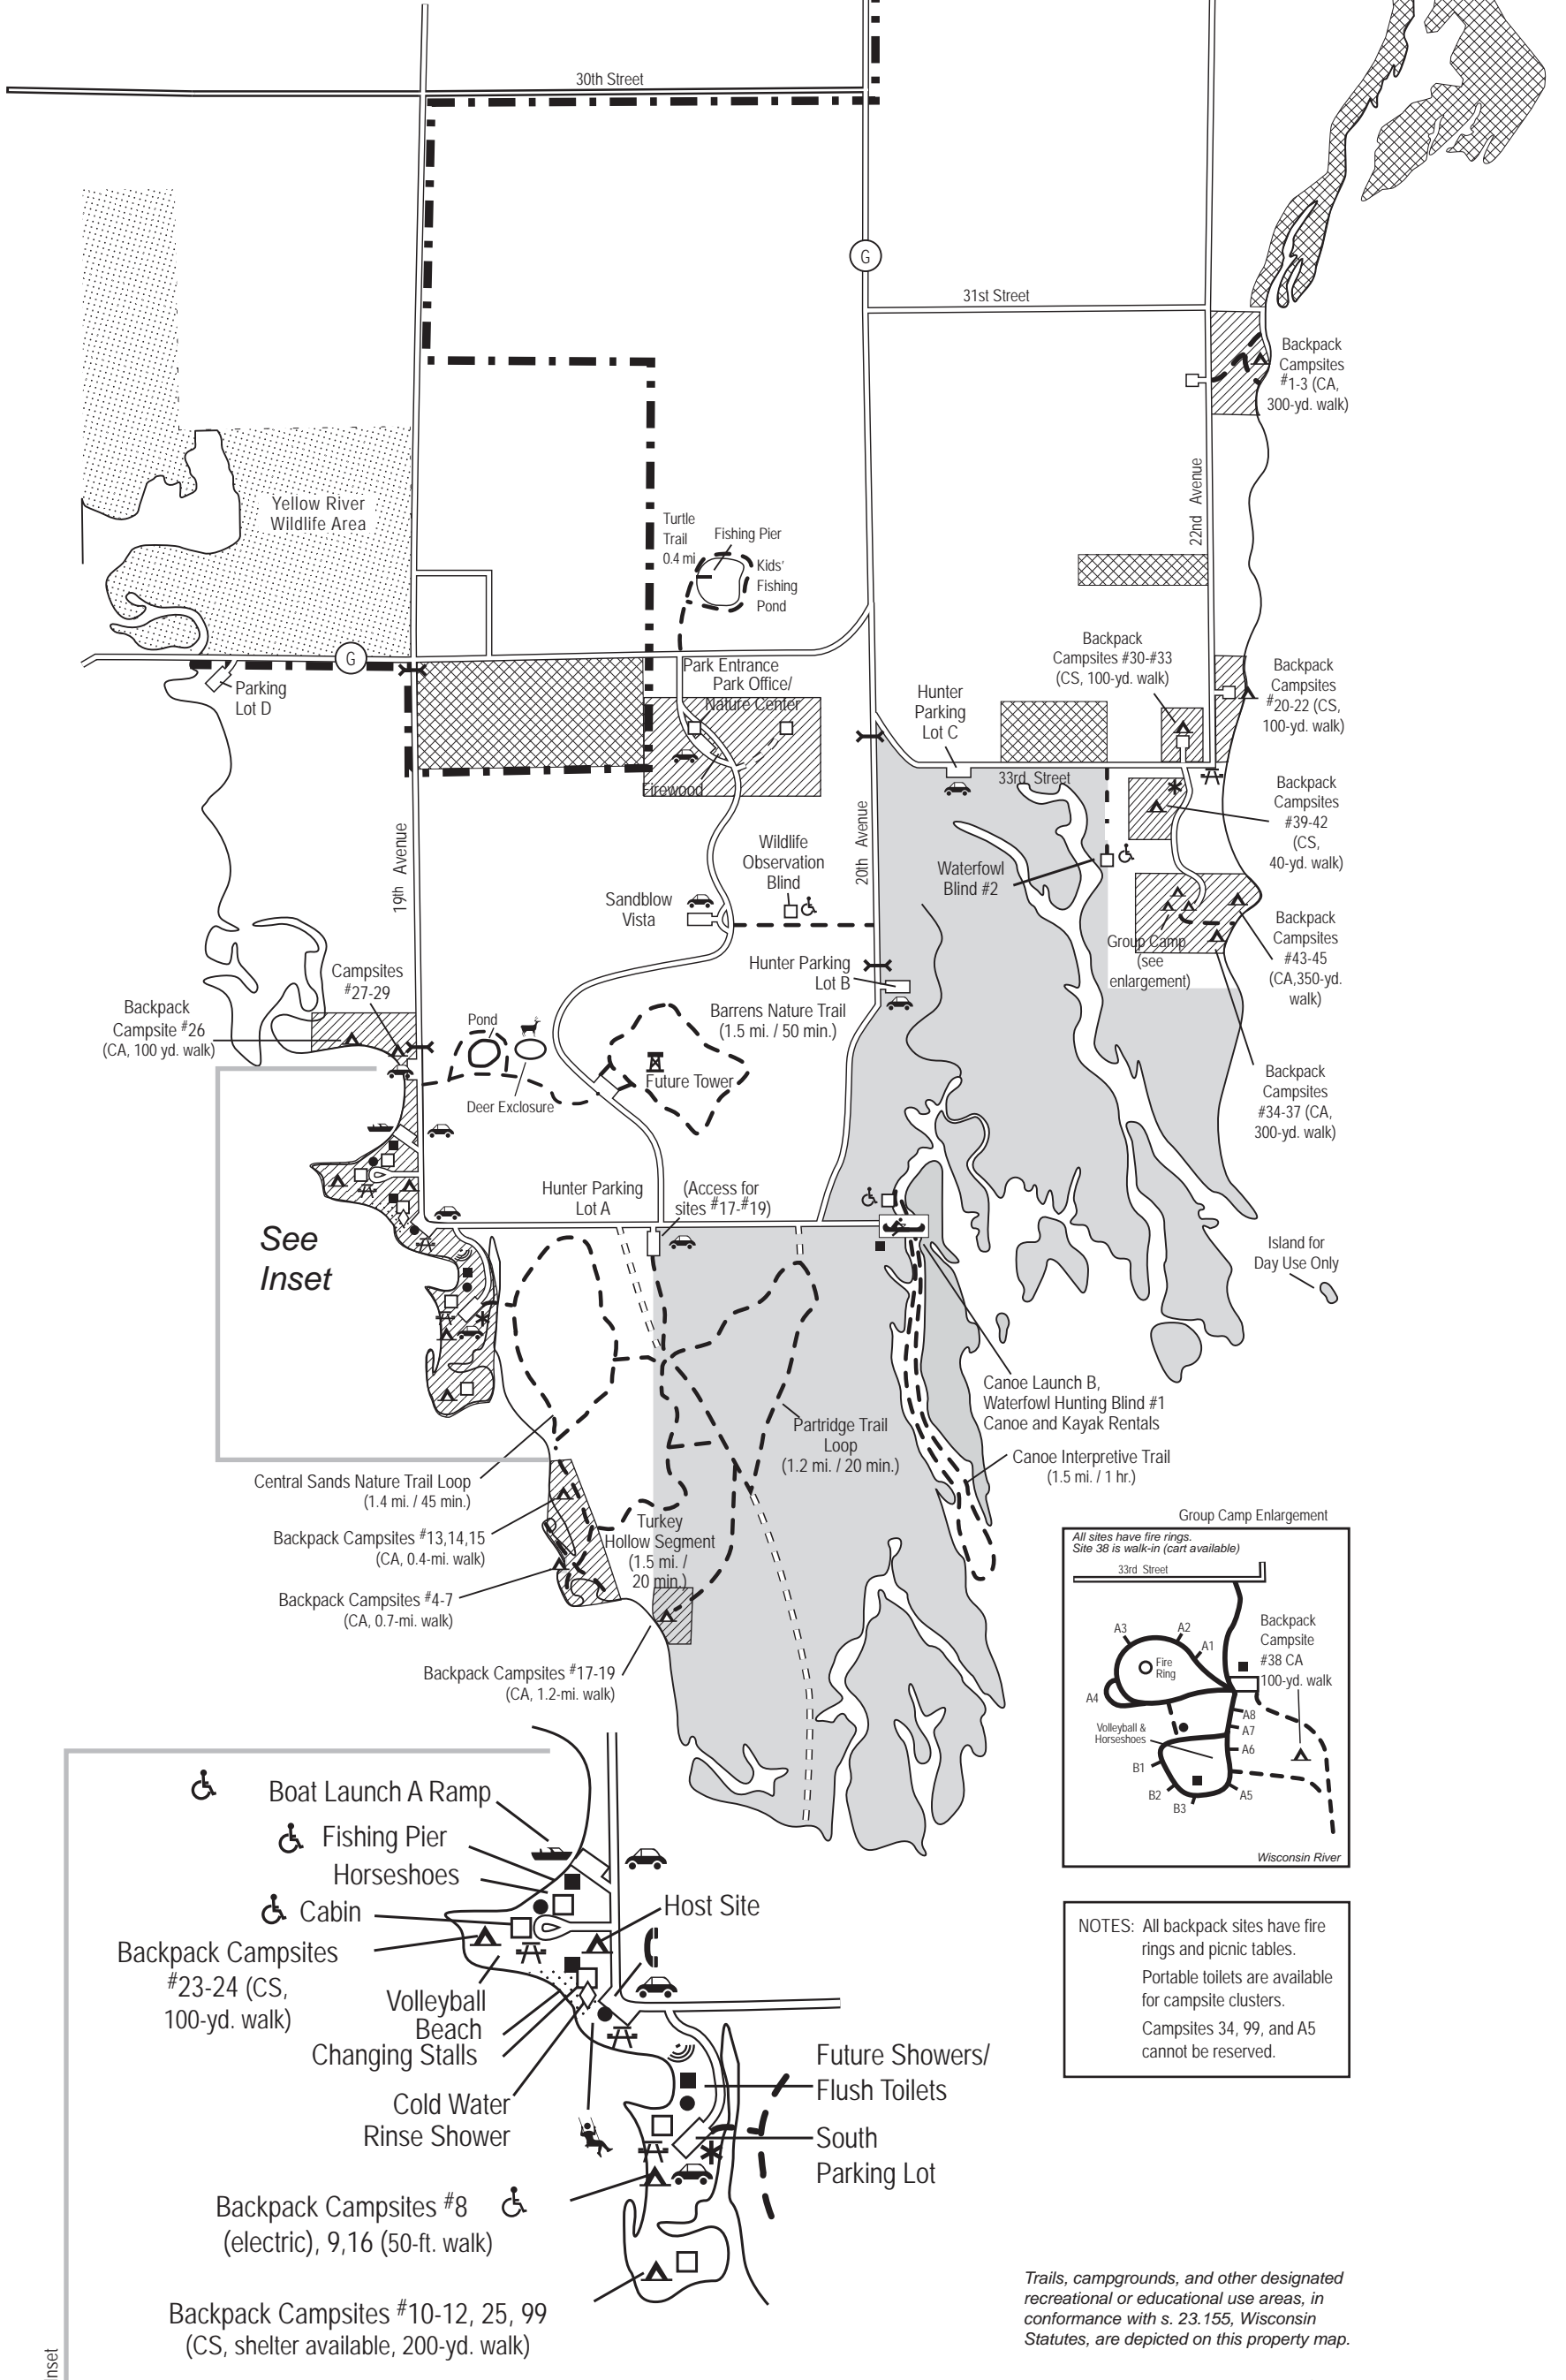 30th Street
G
31st Street
Backpack
Campsites
#1-3 (CA,
300-yd. walk)
22nd Avenue
Yellow River
Wildlife Area
Turtle
Trail
0.4 mi
Fishing Pier
Kids'
Fishing
Pond
G
Parking
Lot D
Park Entrance
Park Office/
Nature Center
Firewood
Backpack
Campsites #30-#33
(CS, 100-yd. walk)
Backpack
Campsites
#20-22 (CS,
100-yd. walk)
Hunter
Parking
Lot C
33rd Street
19th Avenue
20th Avenue
Wildlife
Observation
Blind
Sandblow
Vista
Waterfowl
Blind #2
Backpack
Campsites
#39-42
(CS,
40-yd. walk)
Group Camp
(see
enlargement)
Backpack
Campsites
#43-45
(CA,350-yd.
walk)
Campsites
#27-29
Backpack
Campsite #26
(CA, 100 yd. walk)
Pond
Deer Exclosure
Hunter Parking
Lot B
Barrens Nature Trail
(1.5 mi. / 50 min.)
Future Tower
Backpack
Campsites
#34-37 (CA,
300-yd. walk)
See
Inset
Hunter Parking
Lot A
(Access for
sites #17-#19)
Island for
Day Use Only
Canoe Launch B,
Waterfowl Hunting Blind #1
Canoe and Kayak Rentals
Partridge Trail
Loop
(1.2 mi. / 20 min.)
Canoe Interpretive Trail
(1.5 mi. / 1 hr.)
Central Sands Nature Trail Loop
(1.4 mi. / 45 min.)
Backpack Campsites #13,14,15
(CA, 0.4-mi. walk)
Turkey
Hollow Segment
(1.5 mi. /
20 min.)
Backpack Campsites #4-7
(CA, 0.7-mi. walk)
Backpack Campsites #17-19
(CA, 1.2-mi. walk)
Group Camp Enlargement
All sites have fire rings.
Site 38 is walk-in (cart available)
33rd Street
A3
A2
A1
Fire
Ring
A4
Backpack
Campsite
#38 CA
100-yd. walk
A8
A7
A6
Volleyball &
Horseshoes
B1
B2
B3
A5
Wisconsin River
Boat Launch A Ramp
Fishing Pier
Horseshoes
Cabin
Host Site
Backpack Campsites
#23-24 (CS,
100-yd. walk)
Volleyball
Beach
Changing Stalls
Cold Water
Rinse Shower
Future Showers/
Flush Toilets
South
Parking Lot
Backpack Campsites #8
(electric), 9,16 (50-ft. walk)
Backpack Campsites #10-12, 25, 99
(CS, shelter available, 200-yd. walk)
NOTES: All backpack sites have fire
rings and picnic tables.
Portable toilets are available
for campsite clusters.
Campsites 34, 99, and A5
cannot be reserved.
Trails, campgrounds, and other designated
recreational or educational use areas, in
conformance with s. 23.155, Wisconsin
Statutes, are depicted on this property map.
nset